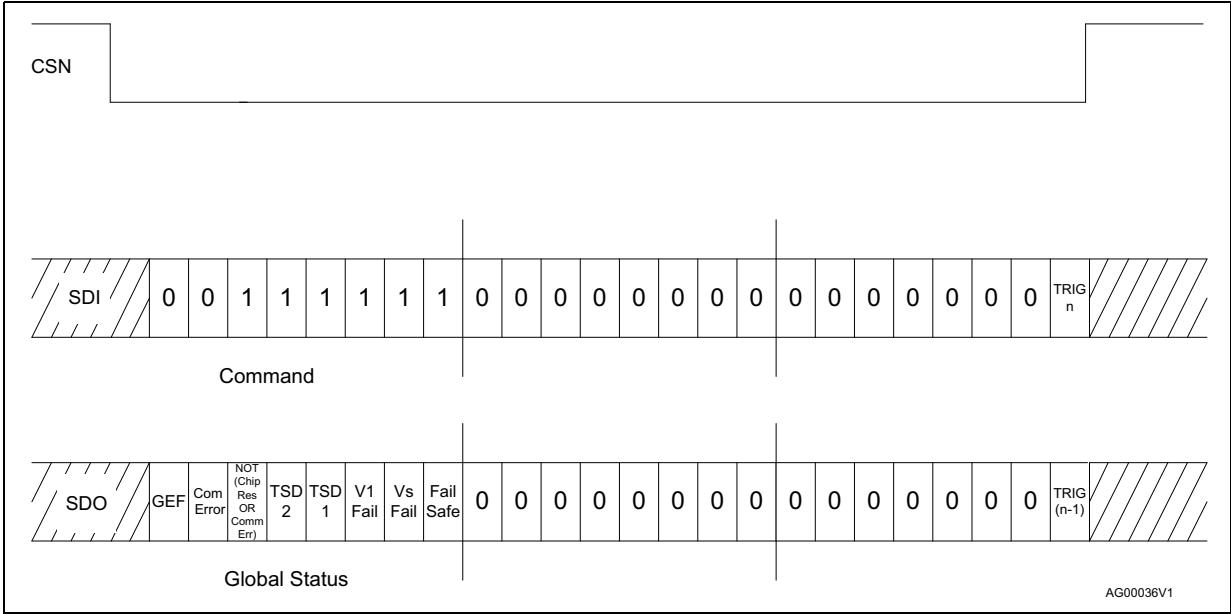 CSN
SDI 0 0 1 1 1 1 1 1 0 0 0 0 0 0 0 0 0 0 0 0 0 0 0 TRIG n
Command
SDO GEF Com Error NOT (Chip Res OR Comm Err) TSD 2 TSD 1 V1 Fail Vs Fail Fail Safe 0 0 0 0 0 0 0 0 0 0 0 0 0 0 0 TRIG (n-1)
Global Status
AG00036V1